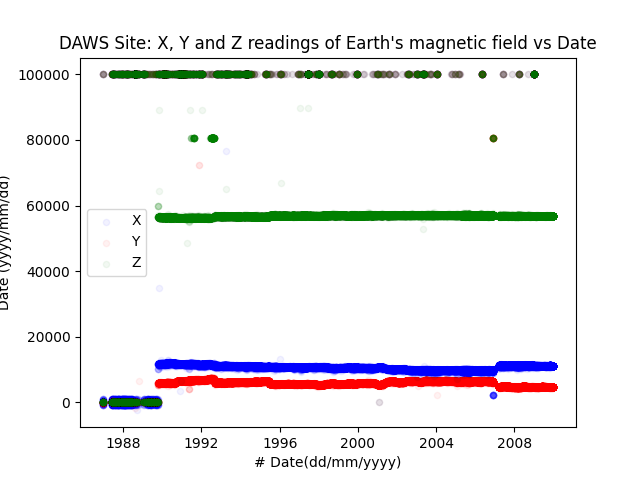 DAWS Site: X, Y and Z readings of Earth's magnetic field vs Date
100000
80000
60000
40000
20000
0
Date (yyyy/mm/dd)
X
Y
Z
1988 1992 1996 2000 2004 2008
# Date(dd/mm/yyyy)